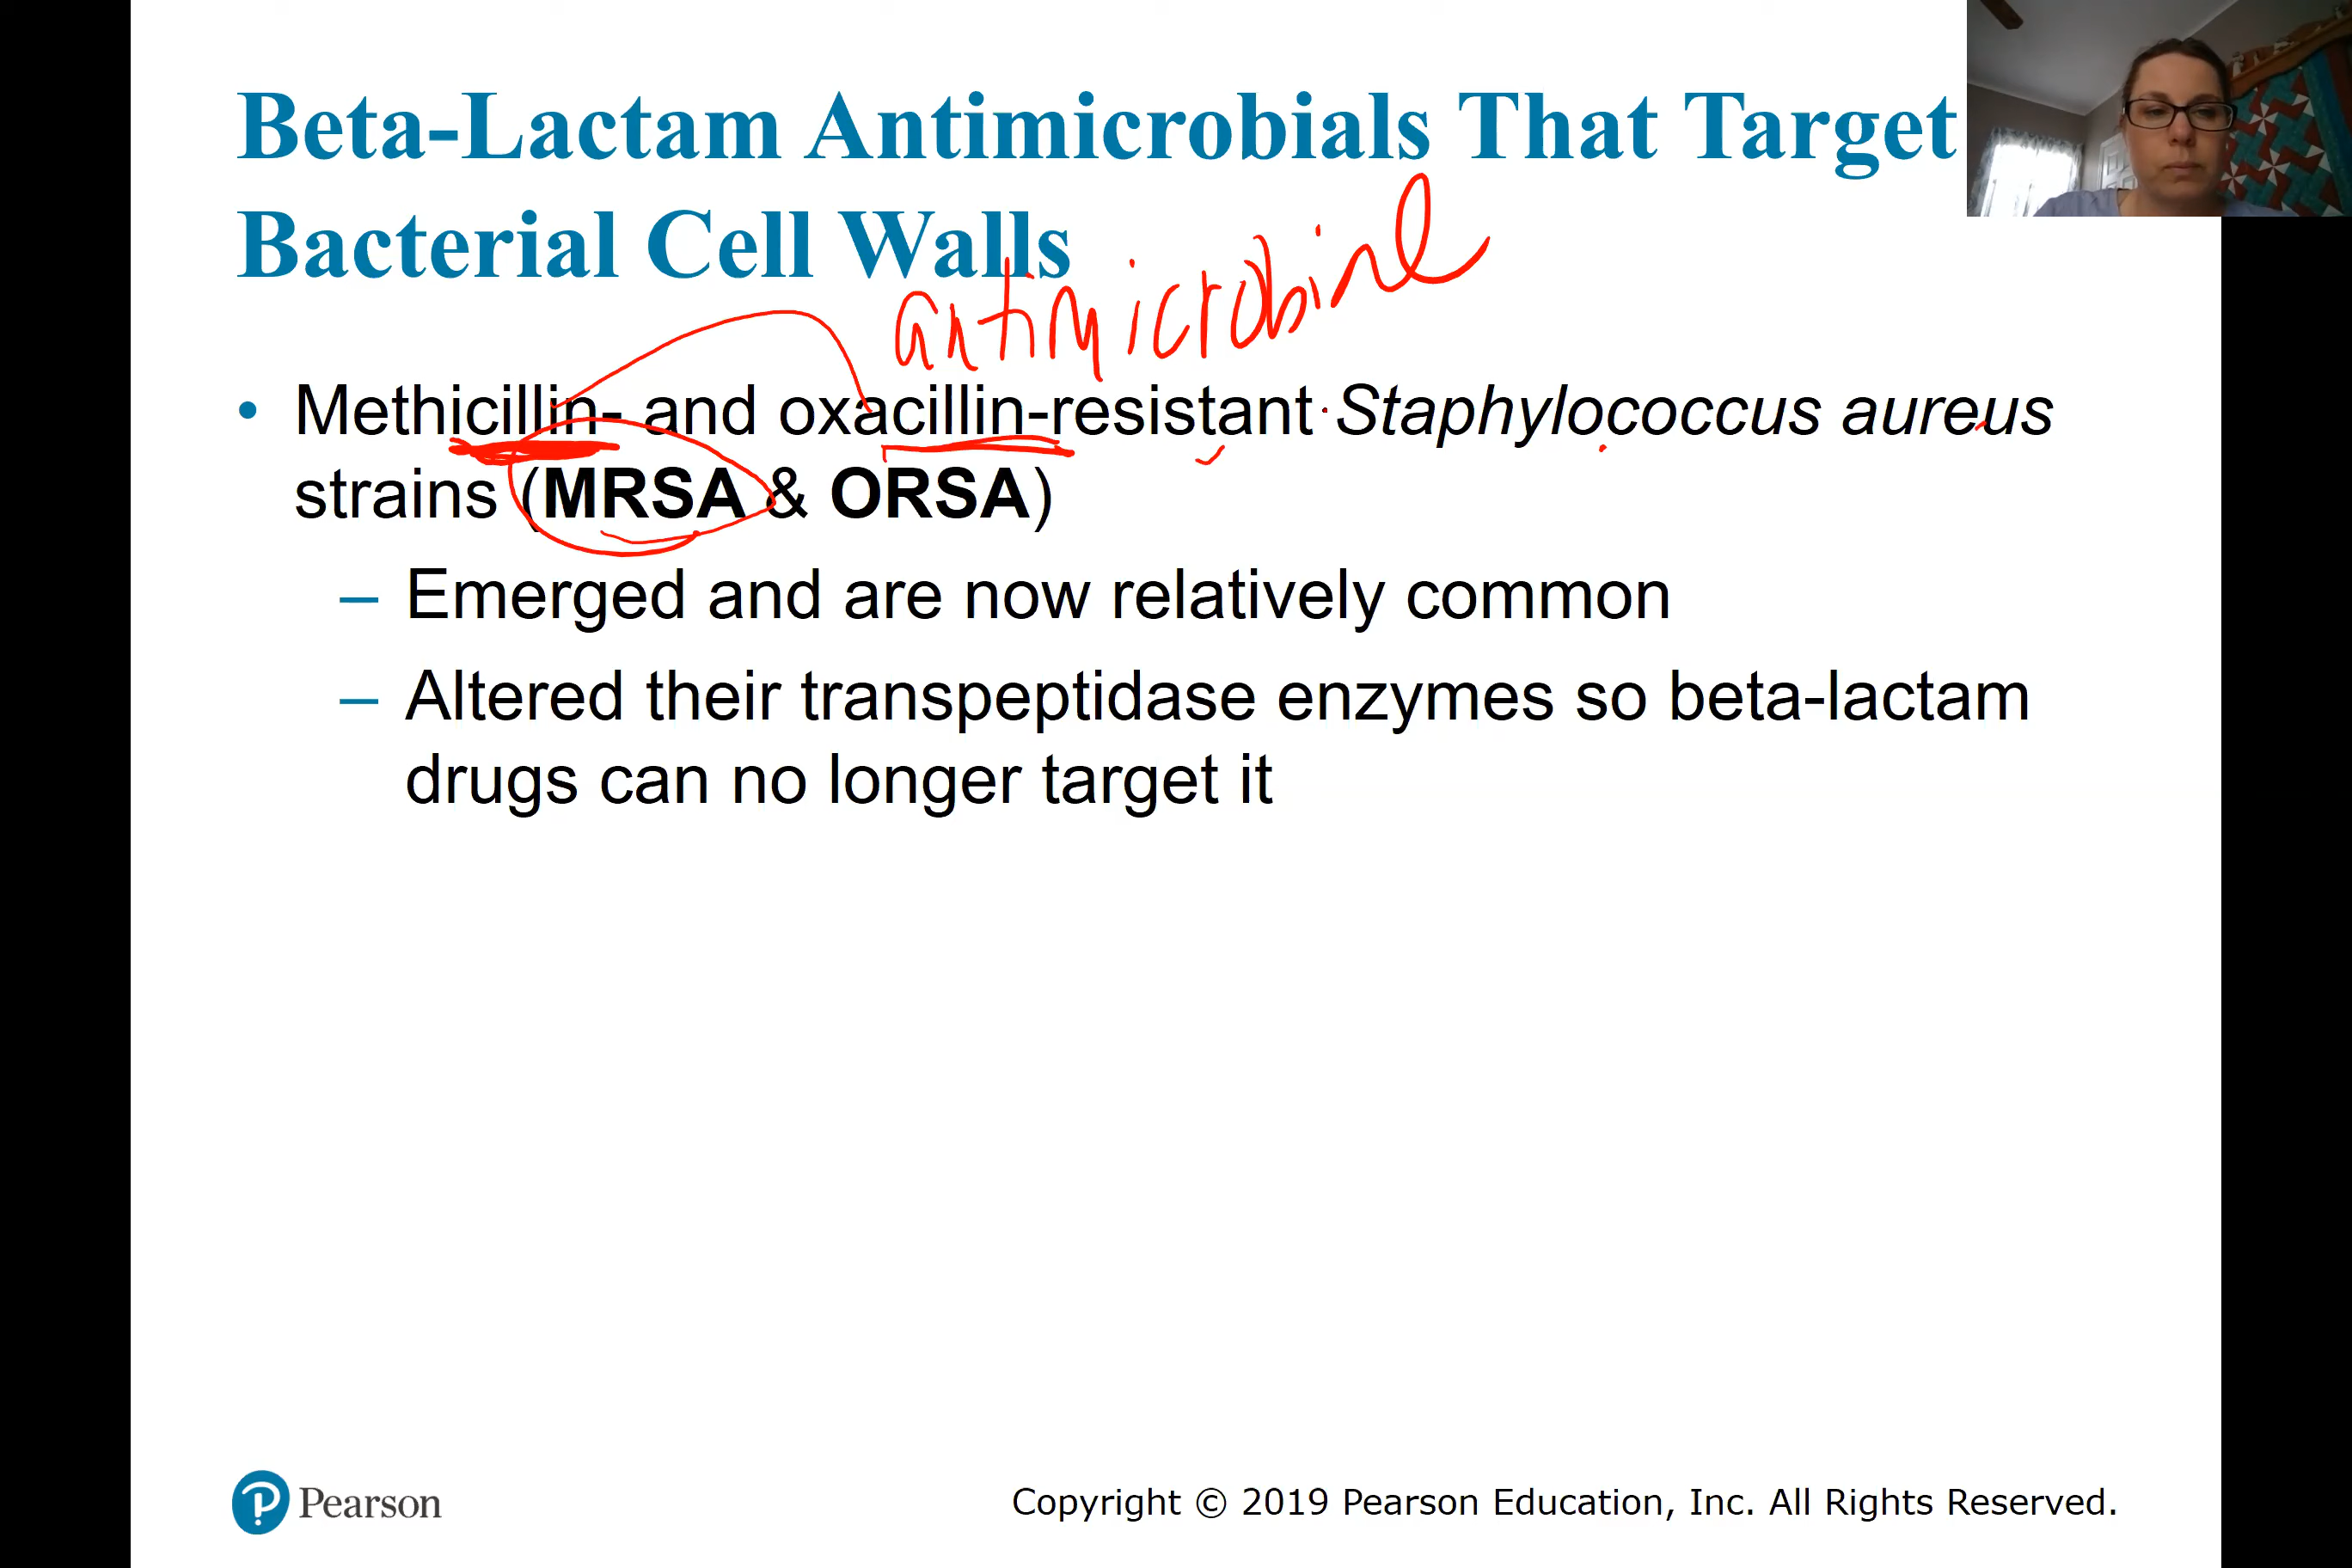 Beta-Lactam Antimicrobials That Target
Bacterial Cell Walls
antimicrobial
• Methicillin- and oxacillin-resistant Staphylococcus aureus
strains (MRSA & ORSA)
– Emerged and are now relatively common
– Altered their transpeptidase enzymes so beta-lactam
drugs can no longer target it
Pearson
Copyright © 2019 Pearson Education, Inc. All Rights Reserved.